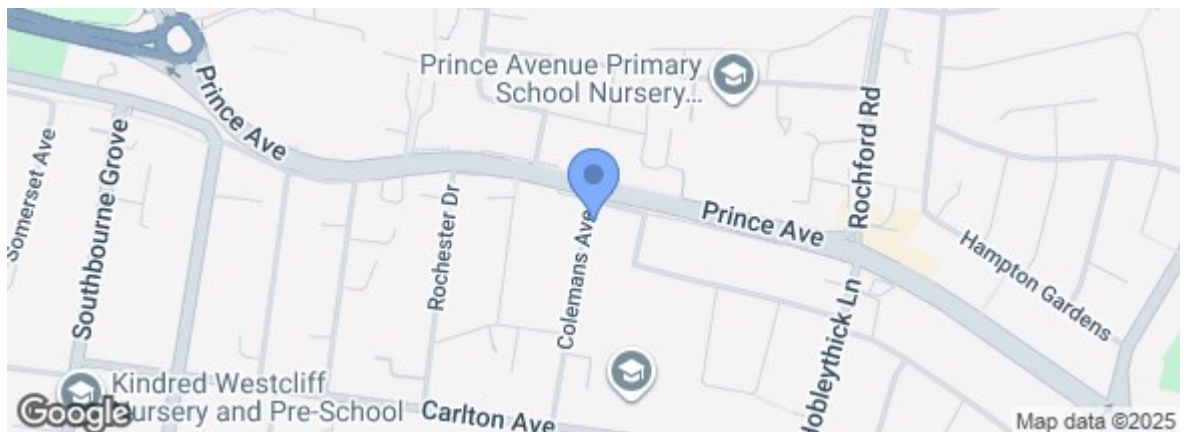 Prince Avenue Primary
School Nursery...
Rochford Rd
Prince Ave
Somerset Ave
Southbourne Grove
Rochester Dr
Colemans Ave
Prince Ave
Hampton Gardens
Hobleythick Ln
Kindred Westcliff
Nursery and Pre-School
Carlton Ave
Google
Map data ©2025